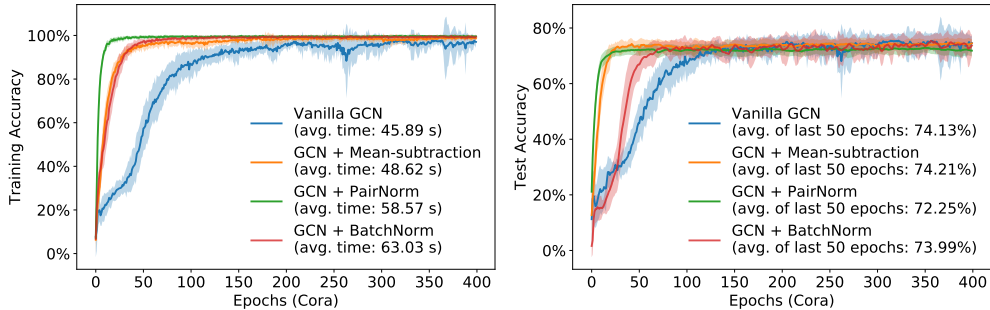 100%
80%
60%
40%
20%
0%
Training Accuracy
Vanilla GCN
(avg. time: 45.89 s)
GCN + Mean-subtraction
(avg. time: 48.62 s)
GCN + PairNorm
(avg. time: 58.57 s)
GCN + BatchNorm
(avg. time: 63.03 s)
0 50 100 150 200 250 300 350 400
Epochs (Cora)
80%
60%
40%
20%
0%
Test Accuracy
Vanilla GCN
(avg. of last 50 epochs: 74.13%)
GCN + Mean-subtraction
(avg. of last 50 epochs: 74.21%)
GCN + PairNorm
(avg. of last 50 epochs: 72.25%)
GCN + BatchNorm
(avg. of last 50 epochs: 73.99%)
0 50 100 150 200 250 300 350 400
Epochs (Cora)